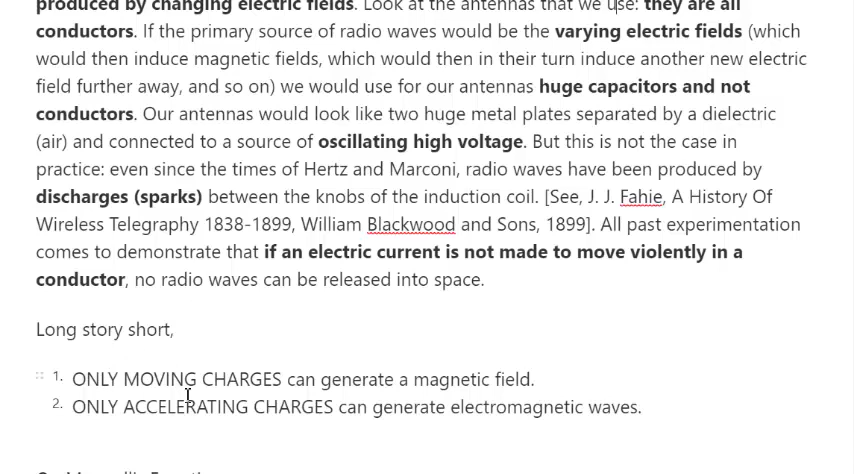 produced by changing electric fields. Look at the antennas that we use: they are all
conductors. If the primary source of radio waves would be the varying electric fields (which
would then induce magnetic fields, which would then in their turn induce another new electric
field further away, and so on) we would use for our antennas huge capacitors and not
conductors. Our antennas would look like two huge metal plates separated by a dielectric
(air) and connected to a source of oscillating high voltage. But this is not the case in
practice: even since the times of Hertz and Marconi, radio waves have been produced by
discharges (sparks) between the knobs of the induction coil. [See, J. J. Fahie, A History Of
Wireless Telegraphy 1838-1899, William Blackwood and Sons, 1899]. All past experimentation
comes to demonstrate that if an electric current is not made to move violently in a
conductor, no radio waves can be released into space.
Long story short,
1. ONLY MOVING CHARGES can generate a magnetic field.
2. ONLY ACCELERATING CHARGES can generate electromagnetic waves.